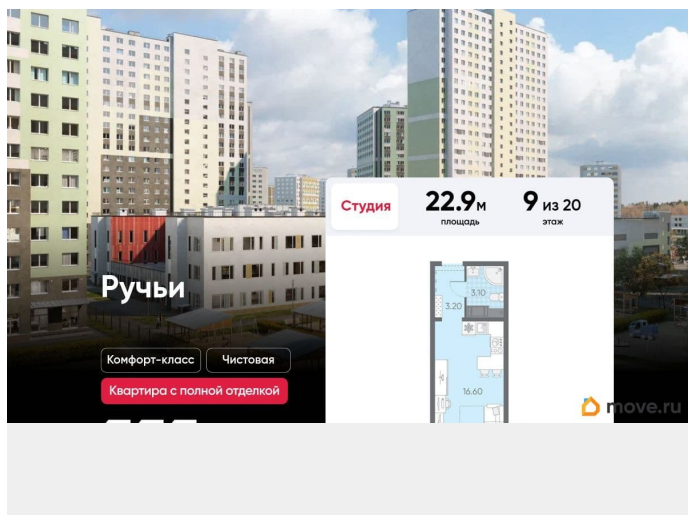 Студия
22.9м
площадь
9 из 20
этаж
Ручьи
3.10
3.20
Комфорт-класс
Чистовая
Квартира с полной отделкой
16.60
move.ru